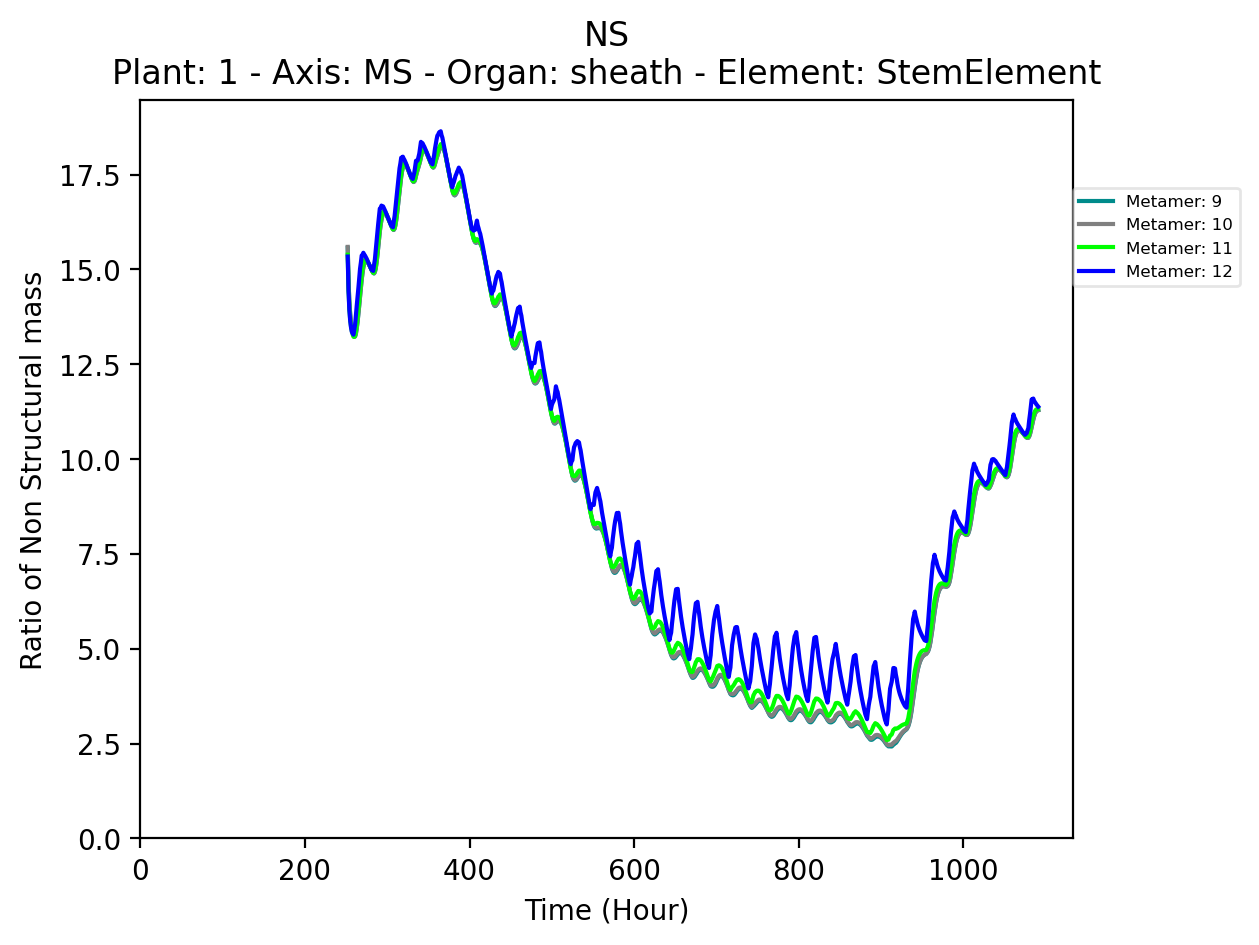 NS
Plant: 1 - Axis: MS - Organ: sheath - Element: StemElement
17.5
15.0
12.5
10.0
7.5
5.0
2.5
0.0
Ratio of Non Structural mass
Metamer: 9
Metamer: 10
Metamer: 11
Metamer: 12
0 200 400 600 800 1000
Time (Hour)